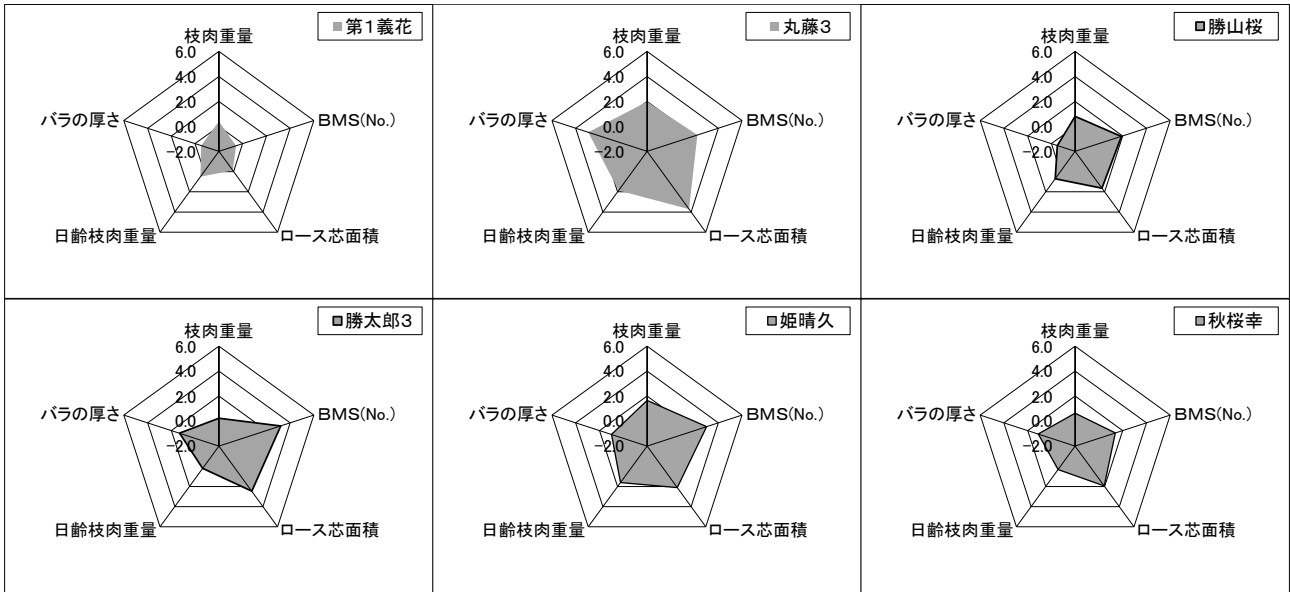 第1義花
枝肉重量
6.0
4.0
2.0
0.0
-2.0
BMS(No.)
ロース芯面積
日齢枝肉重量
バラの厚さ
丸藤3
枝肉重量
6.0
4.0
2.0
0.0
-2.0
BMS(No.)
ロース芯面積
日齢枝肉重量
バラの厚さ
勝山桜
枝肉重量
6.0
4.0
2.0
0.0
-2.0
BMS(No.)
ロース芯面積
日齢枝肉重量
バラの厚さ
勝太郎3
枝肉重量
6.0
4.0
2.0
0.0
-2.0
BMS(No.)
ロース芯面積
日齢枝肉重量
バラの厚さ
姫晴久
枝肉重量
6.0
4.0
2.0
0.0
-2.0
BMS(No.)
ロース芯面積
日齢枝肉重量
バラの厚さ
秋桜幸
枝肉重量
6.0
4.0
2.0
0.0
-2.0
BMS(No.)
ロース芯面積
日齢枝肉重量
バラの厚さ